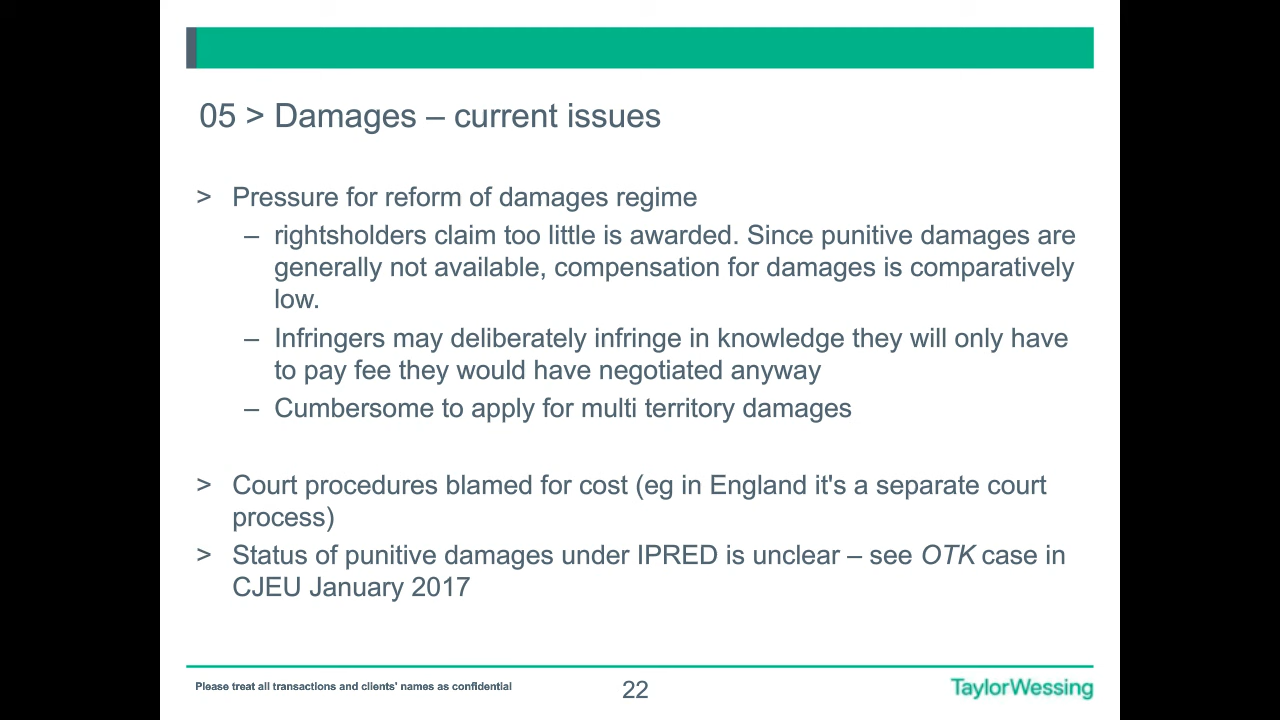 05 > Damages – current issues
> Pressure for reform of damages regime
– rightsholders claim too little is awarded. Since punitive damages are
generally not available, compensation for damages is comparatively
low.
– Infringers may deliberately infringe in knowledge they will only have
to pay fee they would have negotiated anyway
– Cumbersome to apply for multi territory damages
> Court procedures blamed for cost (eg in England it's a separate court
process)
> Status of punitive damages under IPRED is unclear – see OTK case in
CJEU January 2017
Please treat all transactions and clients' names as confidential
22
TaylorWessing